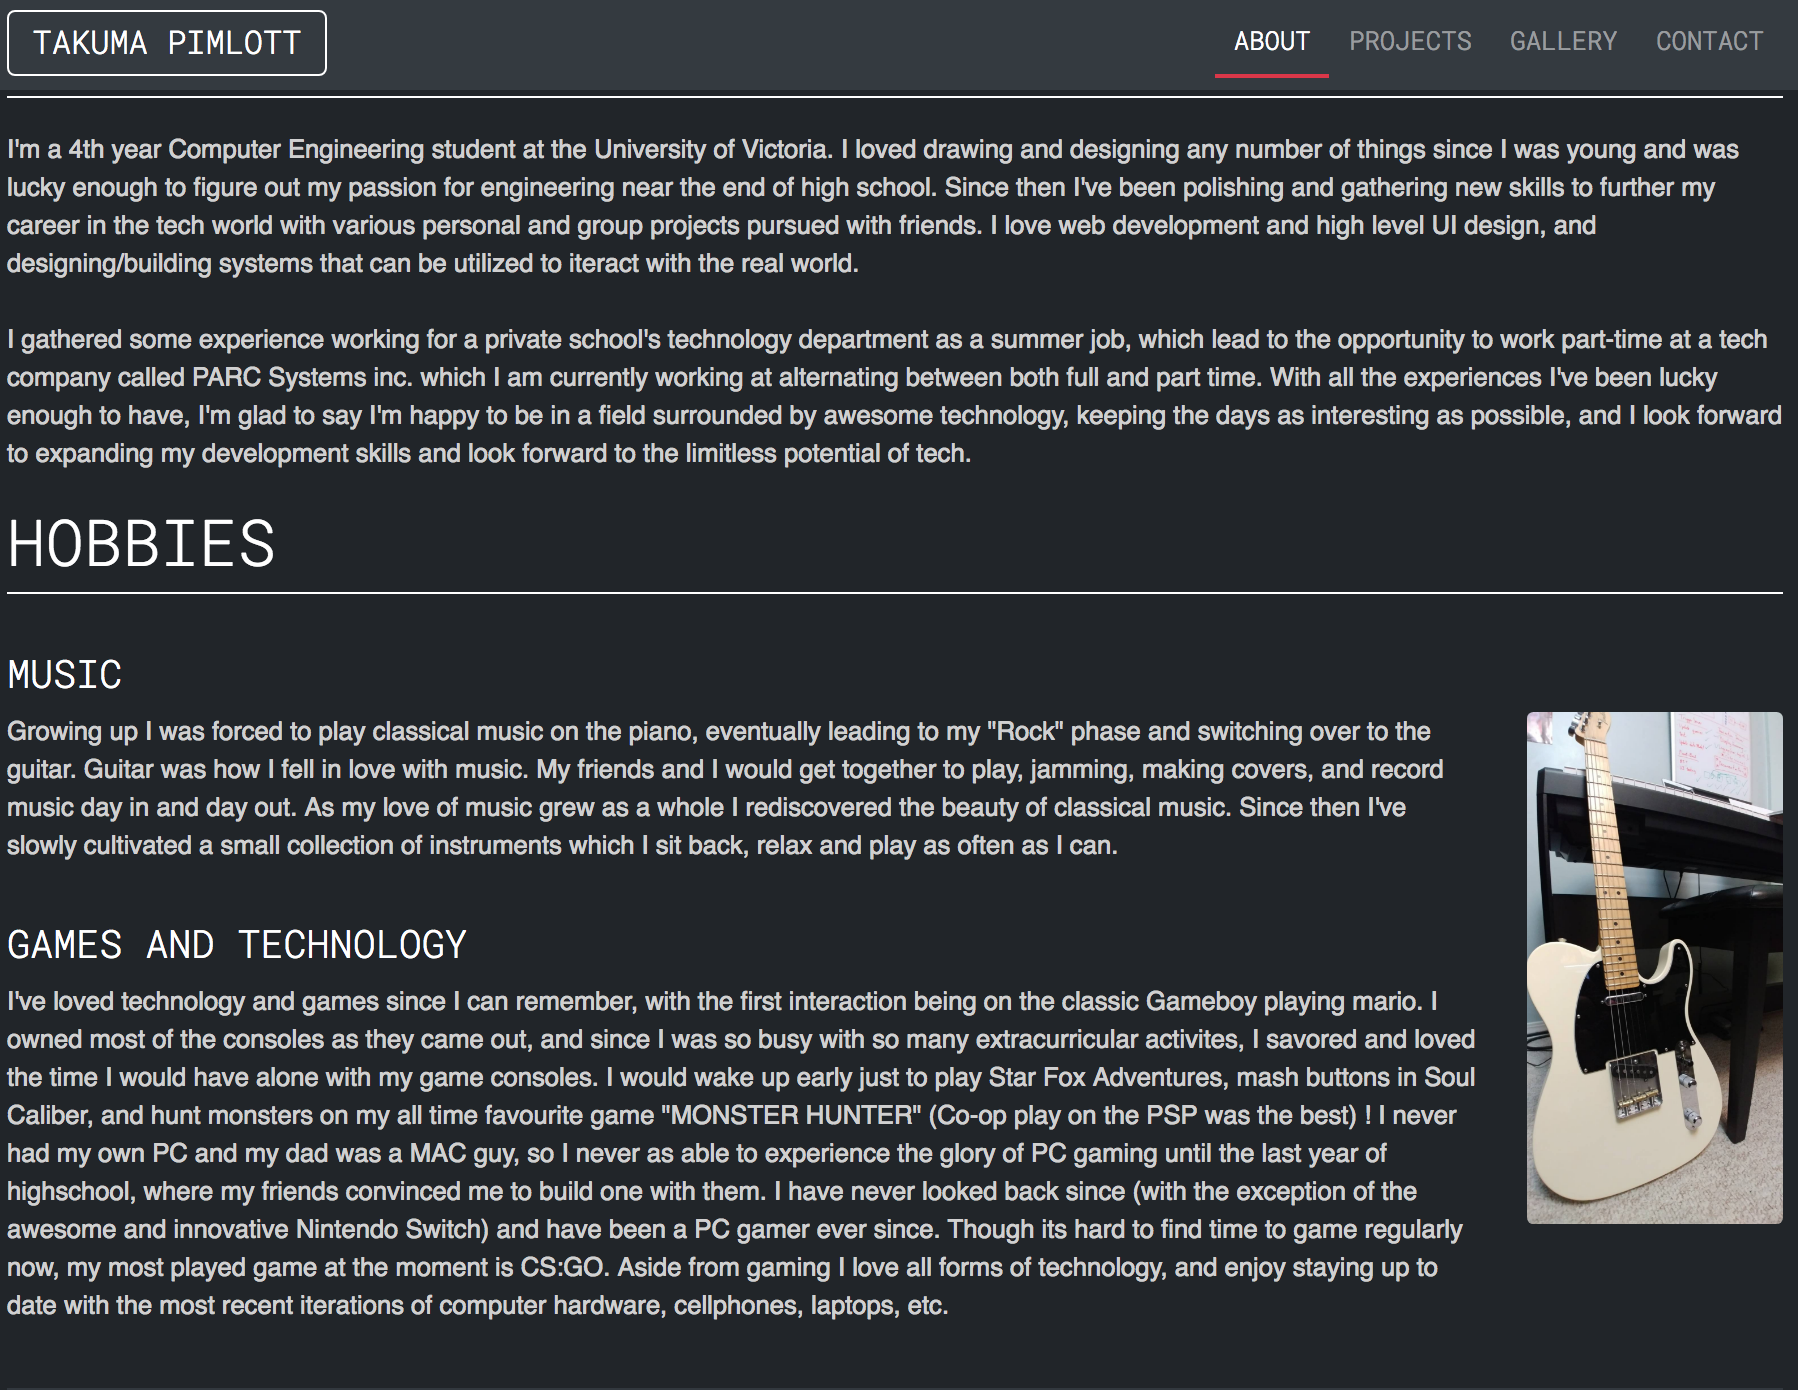 TAKUMA PIMLOTT
ABOUT PROJECTS GALLERY CONTACT
I'm a 4th year Computer Engineering student at the University of Victoria. I loved drawing and designing any number of things since I was young and was
lucky enough to figure out my passion for engineering near the end of high school. Since then I've been polishing and gathering new skills to further my
career in the tech world with various personal and group projects pursued with friends. I love web development and high level UI design, and
designing/building systems that can be utilized to iteract with the real world.
I gathered some experience working for a private school's technology department as a summer job, which lead to the opportunity to work part-time at a tech
company called PARC Systems inc. which I am currently working at alternating between both full and part time. With all the experiences I've been lucky
enough to have, I'm glad to say I'm happy to be in a field surrounded by awesome technology, keeping the days as interesting as possible, and I look forward
to expanding my development skills and look forward to the limitless potential of tech.
HOBBIES
MUSIC
Growing up I was forced to play classical music on the piano, eventually leading to my "Rock" phase and switching over to the
guitar. Guitar was how I fell in love with music. My friends and I would get together to play, jamming, making covers, and record
music day in and day out. As my love of music grew as a whole I rediscovered the beauty of classical music. Since then I've
slowly cultivated a small collection of instruments which I sit back, relax and play as often as I can.
GAMES AND TECHNOLOGY
I've loved technology and games since I can remember, with the first interaction being on the classic Gameboy playing mario. I
owned most of the consoles as they came out, and since I was so busy with so many extracurricular activites, I savored and loved
the time I would have alone with my game consoles. I would wake up early just to play Star Fox Adventures, mash buttons in Soul
Caliber, and hunt monsters on my all time favourite game "MONSTER HUNTER" (Co-op play on the PSP was the best) ! I never
had my own PC and my dad was a MAC guy, so I never as able to experience the glory of PC gaming until the last year of
highschool, where my friends convinced me to build one with them. I have never looked back since (with the exception of the
awesome and innovative Nintendo Switch) and have been a PC gamer ever since. Though its hard to find time to game regularly
now, my most played game at the moment is CS:GO. Aside from gaming I love all forms of technology, and enjoy staying up to
date with the most recent iterations of computer hardware, cellphones, laptops, etc.